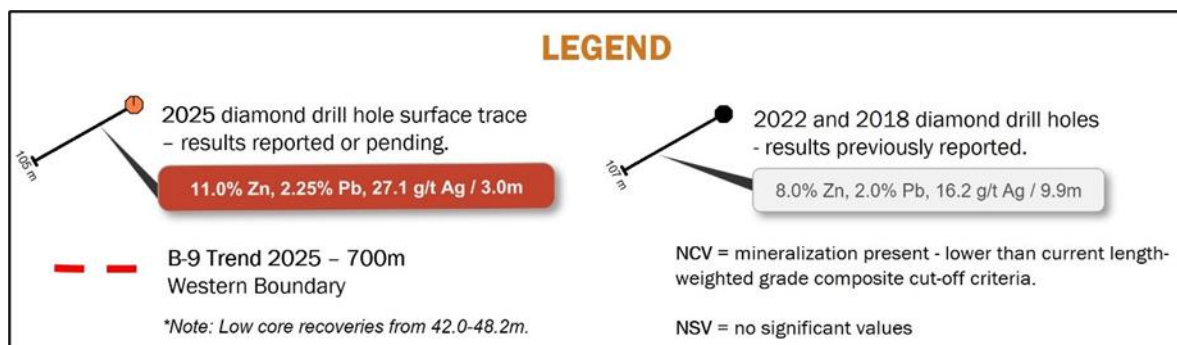 LEGEND
2025 diamond drill hole surface trace
– results reported or pending.
105 m
11.0% Zn, 2.25% Pb, 27.1 g/t Ag / 3.0m
B-9 Trend 2025 – 700m
Western Boundary
*Note: Low core recoveries from 42.0-48.2m.
2022 and 2018 diamond drill holes
- results previously reported.
107 m
8.0% Zn, 2.0% Pb, 16.2 g/t Ag / 9.9m
NCV = mineralization present - lower than current length-
weighted grade composite cut-off criteria.
NSV = no significant values